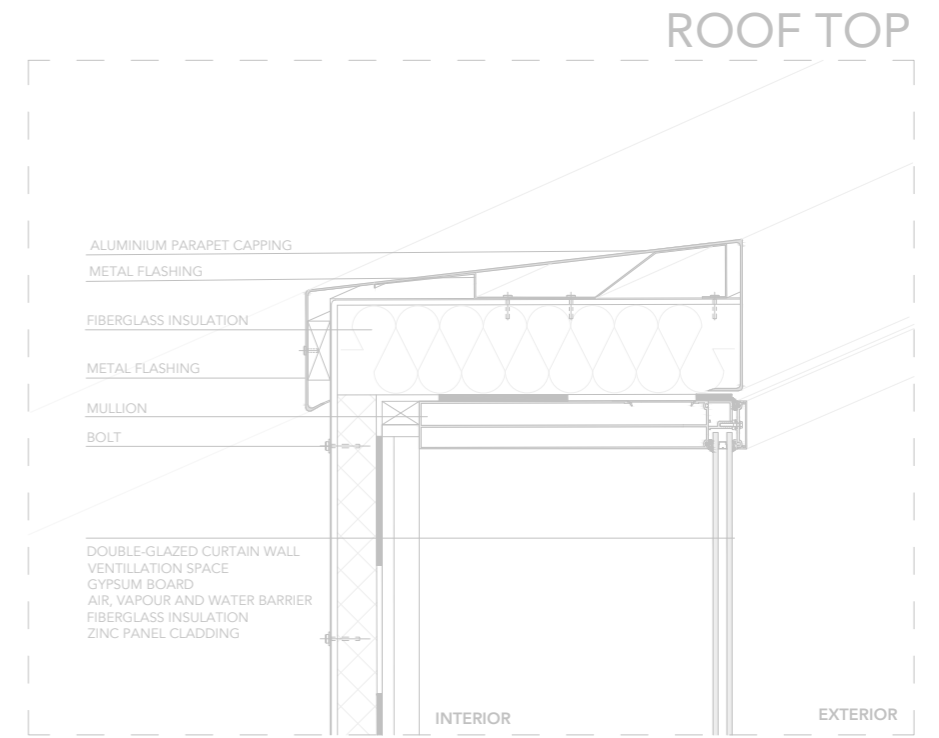 ROOF TOP
ALUMINIUM PARAPET CAPPING
METAL FLASHING
FIBERGLASS INSULATION
METAL FLASHING
MULLION
BOLT
DOUBLE-GLAZED CURTAIN WALL
VENTILLATION SPACE
GYPSUM BOARD
AIR, VAPOUR AND WATER BARRIER
FIBERGLASS INSULATION
ZINC PANEL CLADDING
INTERIOR
EXTERIOR